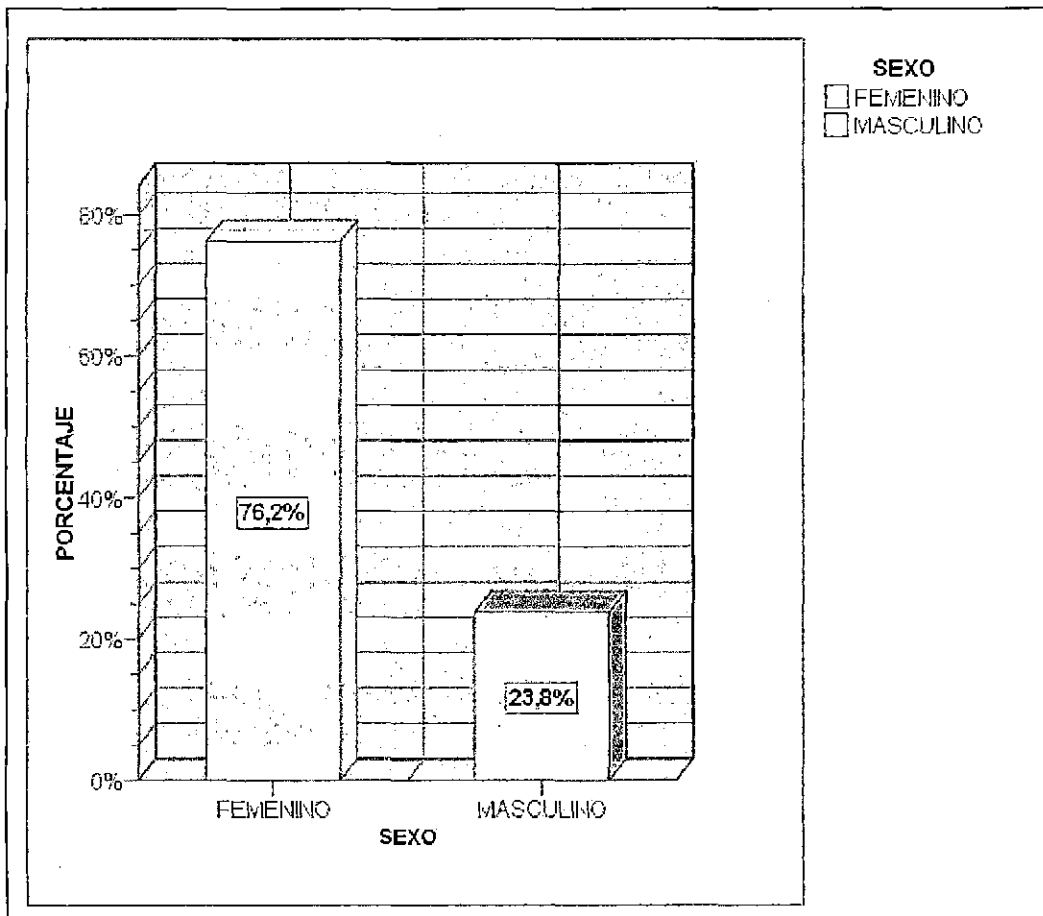 SEXO
FEMENINO
MASCULINO
80%
60%
40%
20%
0%
PORCENTAJE
76,2%
23,8%
FEMENINO
MASCULINO
SEXO